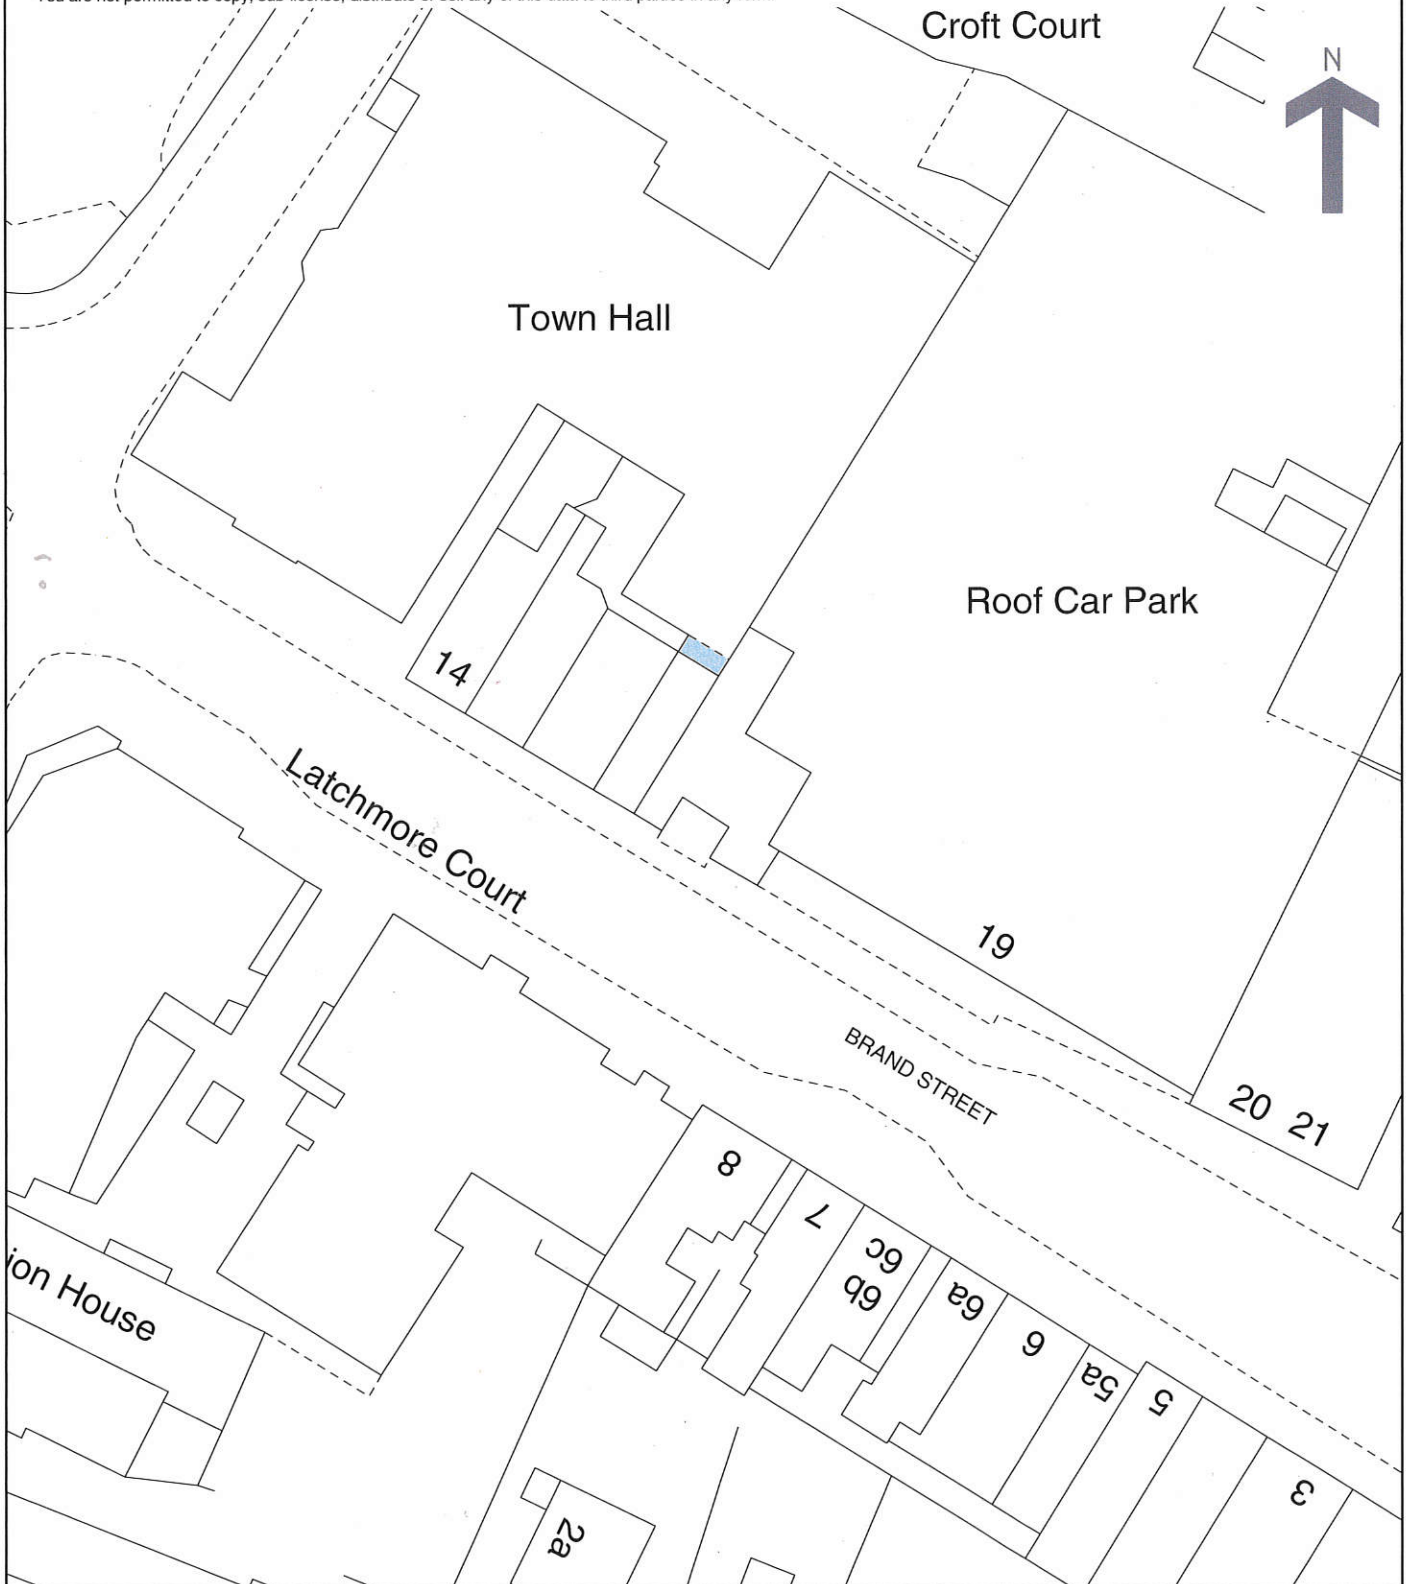 Croft Court
N
Town Hall
Roof Car Park
14
Latchmore Court
19
BRAND STREET
20 21
8
7
6c
6b
6a
6
5a
5
3
ion House
2a